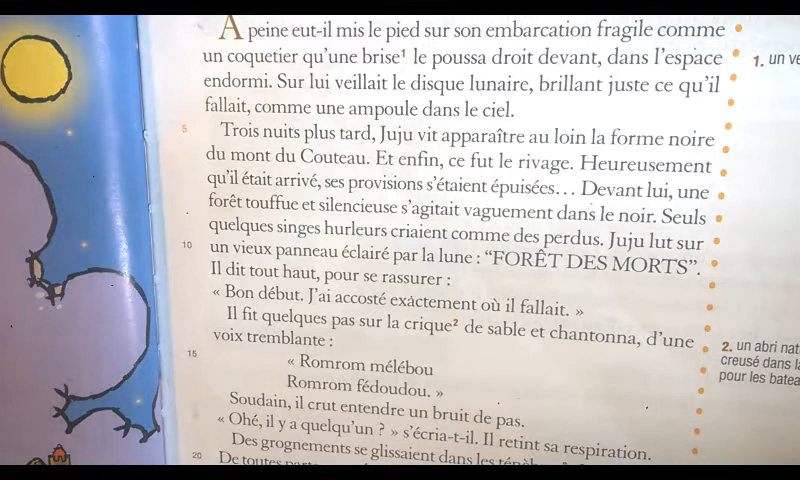 A peine eut-il mis le pied sur son embarcation fragile comme
un coquetier qu'une brise¹ le poussa droit devant, dans l'espace
endormi. Sur lui veillait le disque lunaire, brillant juste ce qu'il
fallait, comme une ampoule dans le ciel.
5 Trois nuits plus tard, Juju vit apparaître au loin la forme noire
du mont du Couteau. Et enfin, ce fut le rivage. Heureusement
qu'il était arrivé, ses provisions s'étaient épuisées… Devant lui, une
forêt touffue et silencieuse s'agitait vaguement dans le noir. Seuls
quelques singes hurleurs criaient comme des perdus. Juju lut sur
10 un vieux panneau éclairé par la lune : "FORÊT DES MORTS".
Il dit tout haut, pour se rassurer :
« Bon début. J'ai accosté exactement où il fallait. »
Il fit quelques pas sur la crique² de sable et chantonna, d'une
voix tremblante :
15 « Romrom mélébou
Romrom fédoudou. »
Soudain, il crut entendre un bruit de pas.
« Ohé, il y a quelqu'un ? » s'écria-t-il. Il retint sa respiration.
Des grognements se glissaient dans les
20 De toutes
1. un
2. un abri
creusé dans
pour les